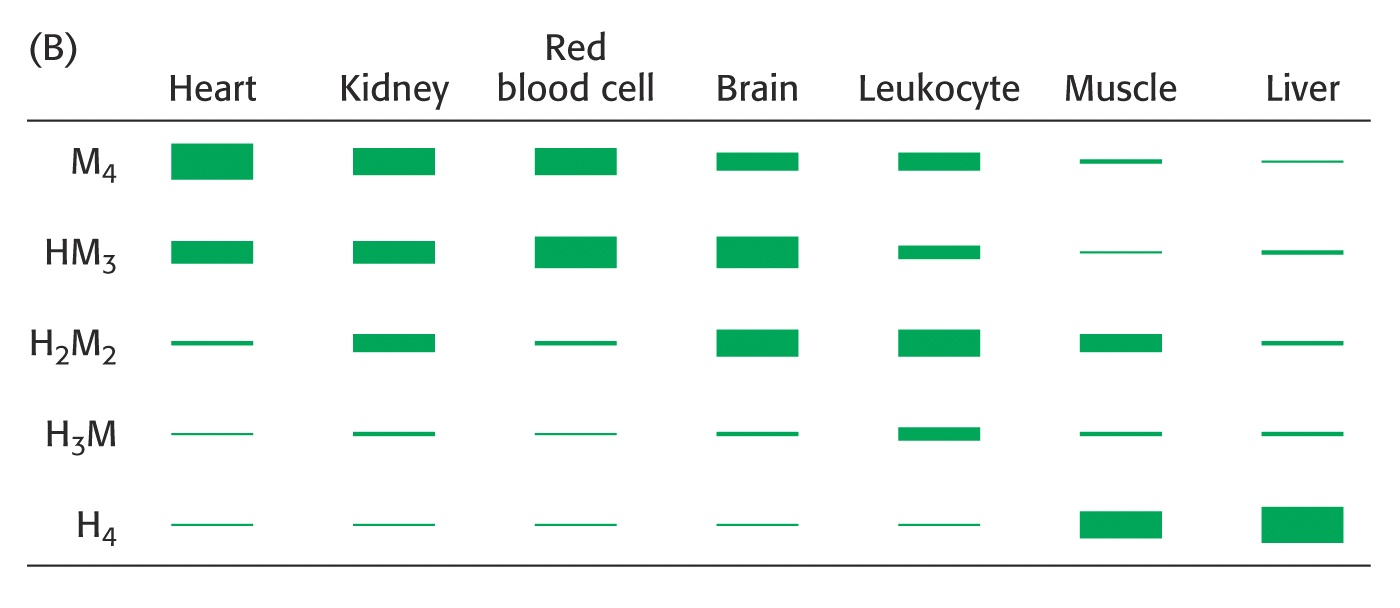 (B)
Heart Kidney Red blood cell Brain Leukocyte Muscle Liver
M₄
HM₃
H₂M₂
H₃M
H₄